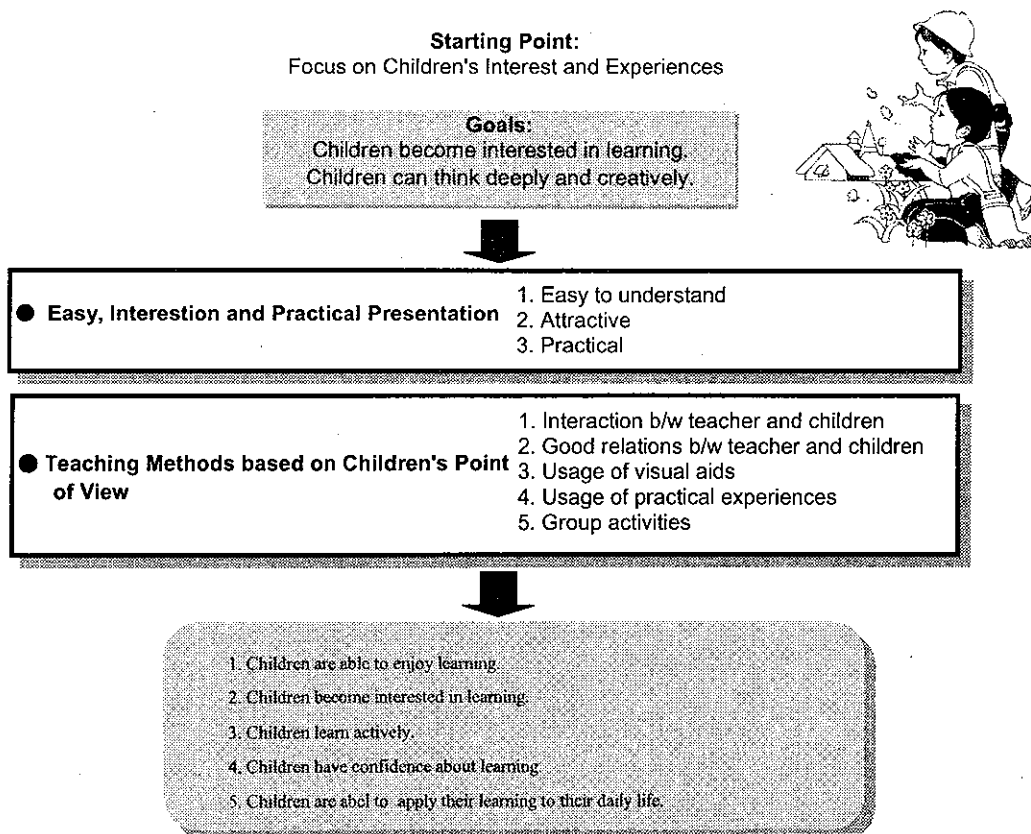 Starting Point:
Focus on Children's Interest and Experiences
Goals:
Children become interested in learning.
Children can think deeply and creatively.
● Easy, Interestion and Practical Presentation
1. Easy to understand
2. Attractive
3. Practical
● Teaching Methods based on Children's Point
of View
1. Interaction b/w teacher and children
2. Good relations b/w teacher and children
3. Usage of visual aids
4. Usage of practical experiences
5. Group activities
1. Children are able to enjoy learning.
2. Children become interested in learning.
3. Children learn actively.
4. Children have confidence about learning
5. Children are abel to apply their learning to their daily life.